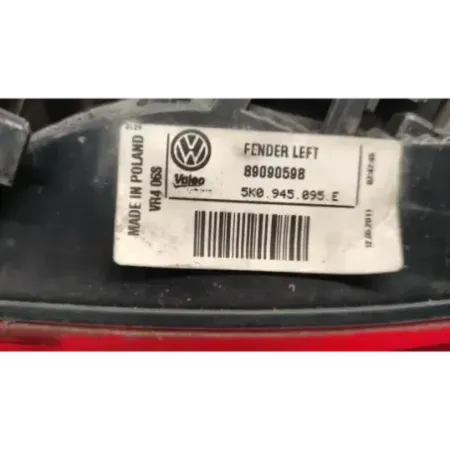 MADE IN POLAND
VR4 06S
Valeo
FENDER LEFT
89090598
5K0.945.095 E